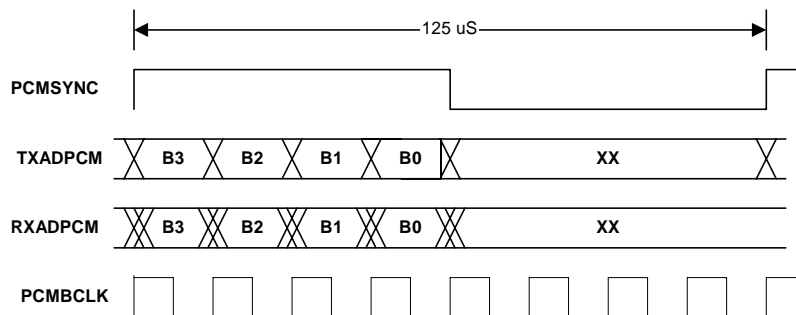 125 uS
PCMSYNC
TXADPCM B3 B2 B1 B0 XX
RXADPCM B3 B2 B1 B0 XX
PCMBCLK